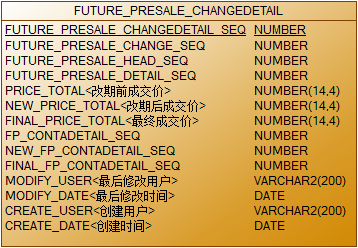 FUTURE_PRESALE_CHANGEDETAIL
FUTURE_PRESALE_CHANGEDETAIL_SEQ NUMBER
FUTURE_PRESALE_CHANGE_SEQ NUMBER
FUTURE_PRESALE_HEAD_SEQ NUMBER
FUTURE_PRESALE_DETAIL_SEQ NUMBER
PRICE_TOTAL<改期前成交价> NUMBER(14,4)
NEW_PRICE_TOTAL<改期后成交价> NUMBER(14,4)
FINAL_PRICE_TOTAL<最终成交价> NUMBER(14,4)
FP_CONTADETAIL_SEQ NUMBER
NEW_FP_CONTADETAIL_SEQ NUMBER
FINAL_FP_CONTADETAIL_SEQ NUMBER
MODIFY_USER<最后修改用户> VARCHAR2(200)
MODIFY_DATE<最后修改时间> DATE
CREATE_USER<创建用户> VARCHAR2(200)
CREATE_DATE<创建时间> DATE